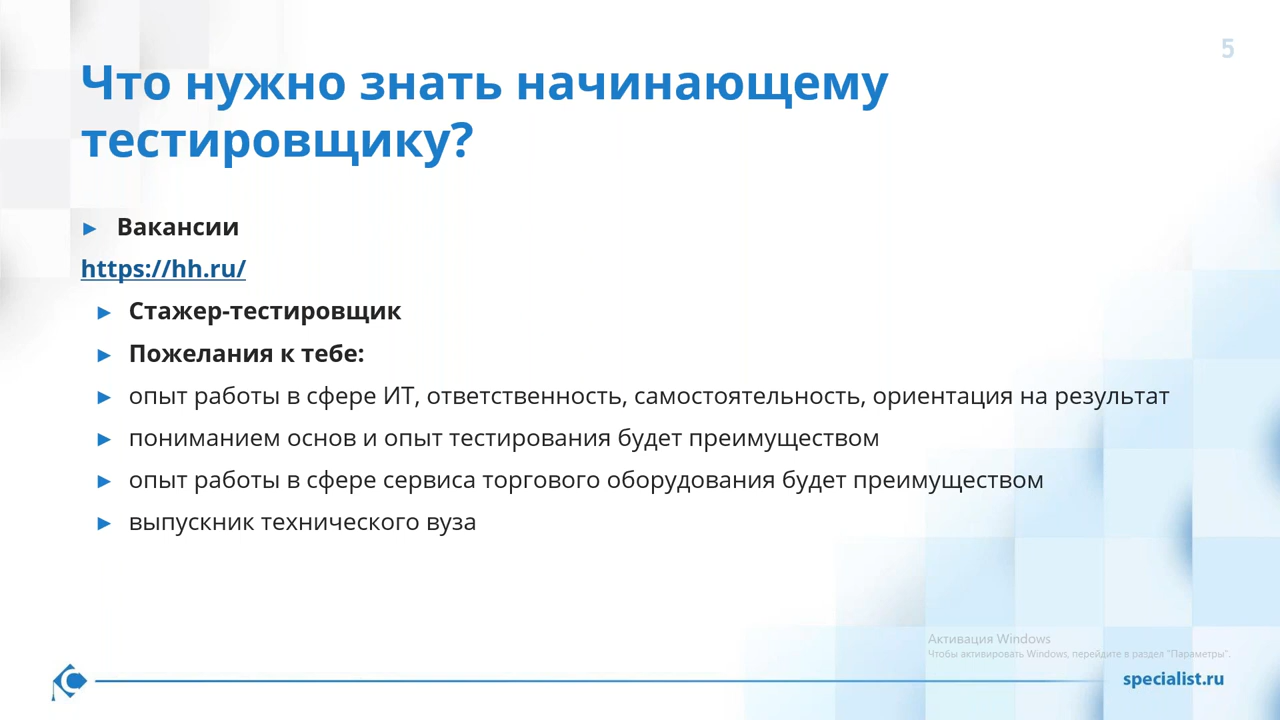 5
Что нужно знать начинающему
тестировщику?
Вакансии
https://hh.ru/
Стажер-тестировщик
Пожелания к тебе:
опыт работы в сфере ИТ, ответственность, самостоятельность, ориентация на результат
пониманием основ и опыт тестирования будет преимуществом
опыт работы в сфере сервиса торгового оборудования будет преимуществом
выпускник технического вуза
Активация Windows
Чтобы активировать Windows, перейдите в раздел "Параметры".
specialist.ru